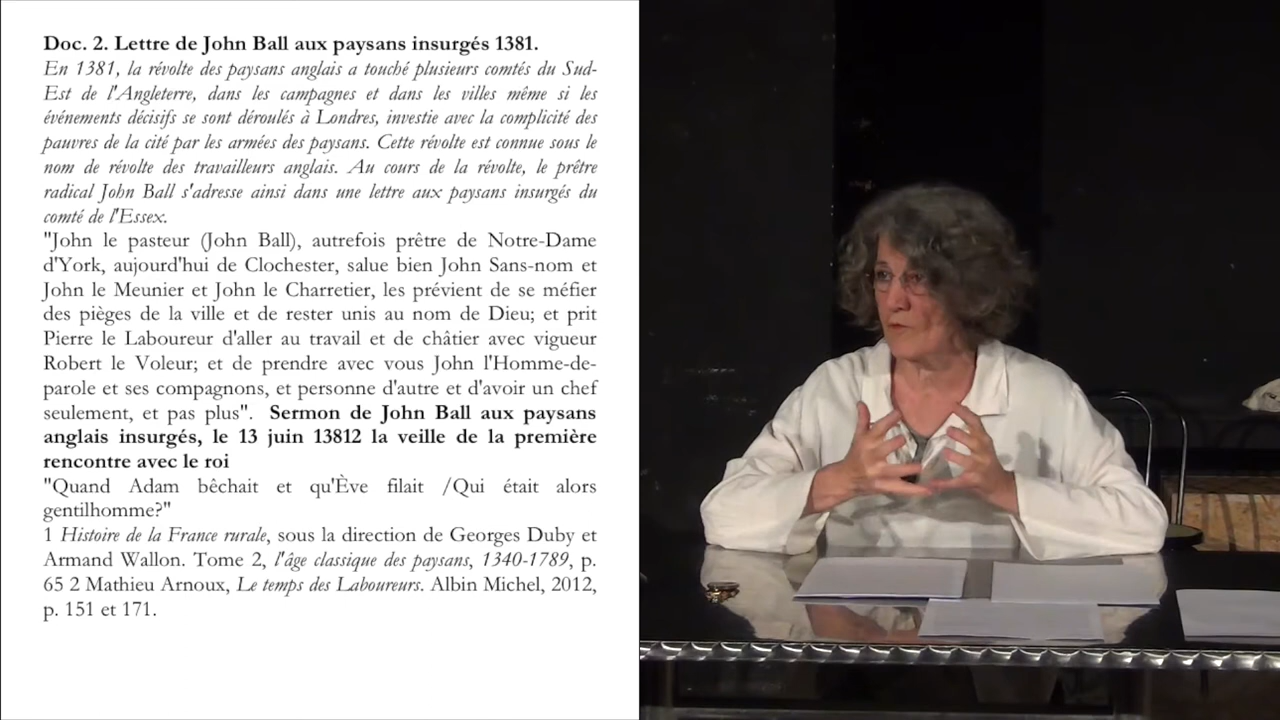 Doc. 2. Lettre de John Ball aux paysans insurgés 1381.
En 1381, la révolte des paysans anglais a touché plusieurs comtés du Sud-
Est de l'Angleterre, dans les campagnes et dans les villes même si les
événements décisifs se sont déroulés à Londres, investie avec la complicité des
pauvres de la cité par les armées des paysans. Cette révolte est connue sous le
nom de révolte des travailleurs anglais. Au cours de la révolte, le prêtre
radical John Ball s'adresse ainsi dans une lettre aux paysans insurgés du
comté de l'Essex.
"John le pasteur (John Ball), autrefois prêtre de Notre-Dame
d'York, aujourd'hui de Clochester, salue bien John Sans-nom et
John le Meunier et John le Charretier, les prévient de se méfier
des pièges de la ville et de rester unis au nom de Dieu; et prit
Pierre le Laboureur d'aller au travail et de châtier avec vigueur
Robert le Voleur; et de prendre avec vous John l'Homme-de-
parole et ses compagnons, et personne d'autre et d'avoir un chef
seulement, et pas plus". Sermon de John Ball aux paysans
anglais insurgés, le 13 juin 13812 la veille de la première
rencontre avec le roi
"Quand Adam bêchait et qu'Ève filait /Qui était alors
gentilhomme?"
1 Histoire de la France rurale, sous la direction de Georges Duby et
Armand Wallon. Tome 2, l'âge classique des paysans, 1340-1789, p.
65 2 Mathieu Arnoux, Le temps des Laboureurs. Albin Michel, 2012,
p. 151 et 171.